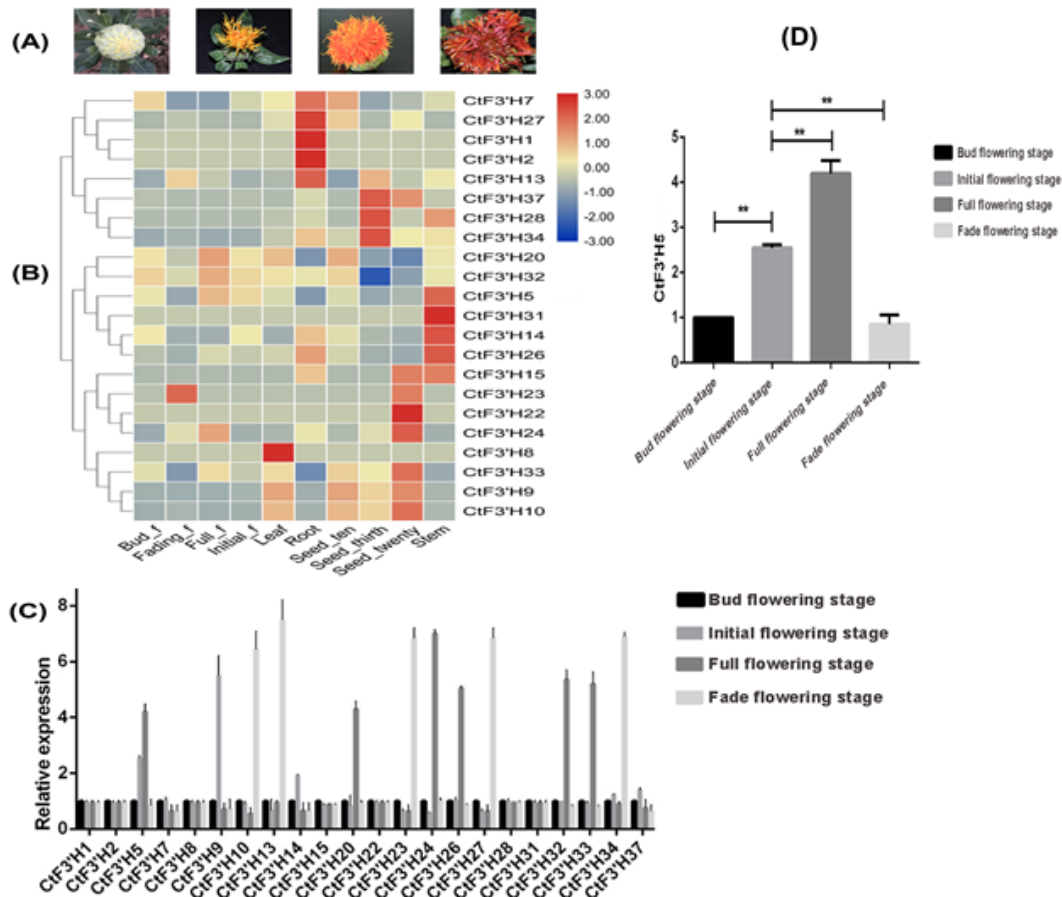 (A)
(B)
CtF3'H7
CtF3'H27
CtF3'H1
CtF3'H2
CtF3'H13
CtF3'H37
CtF3'H28
CtF3'H34
CtF3'H20
CtF3'H32
CtF3'H5
CtF3'H31
CtF3'H14
CtF3'H26
CtF3'H15
CtF3'H23
CtF3'H22
CtF3'H24
CtF3'H8
CtF3'H33
CtF3'H9
CtF3'H10
3.00
2.00
1.00
0.00
-1.00
-2.00
-3.00
Bud_f
Fading_f
Full_f
Initial_f
Leaf
Root
Seed_ten
Seed_thirth
Seed_twenty
Stem
(D)
**
**
**
CtF3'H5
5
4
3
2
1
0
Bud flowering stage
Initial flowering stage
Full flowering stage
Fade flowering stage
Bud flowering stage
Initial flowering stage
Full flowering stage
Fade flowering stage
(C)
Relative expression
8
6
4
2
0
CtF3'H1
CtF3'H2
CtF3'H5
CtF3'H7
CtF3'H8
CtF3'H9
CtF3'H10
CtF3'H13
CtF3'H14
CtF3'H15
CtF3'H20
CtF3'H22
CtF3'H23
CtF3'H24
CtF3'H26
CtF3'H27
CtF3'H28
CtF3'H31
CtF3'H32
CtF3'H33
CtF3'H34
CtF3'H37
Bud flowering stage
Initial flowering stage
Full flowering stage
Fade flowering stage